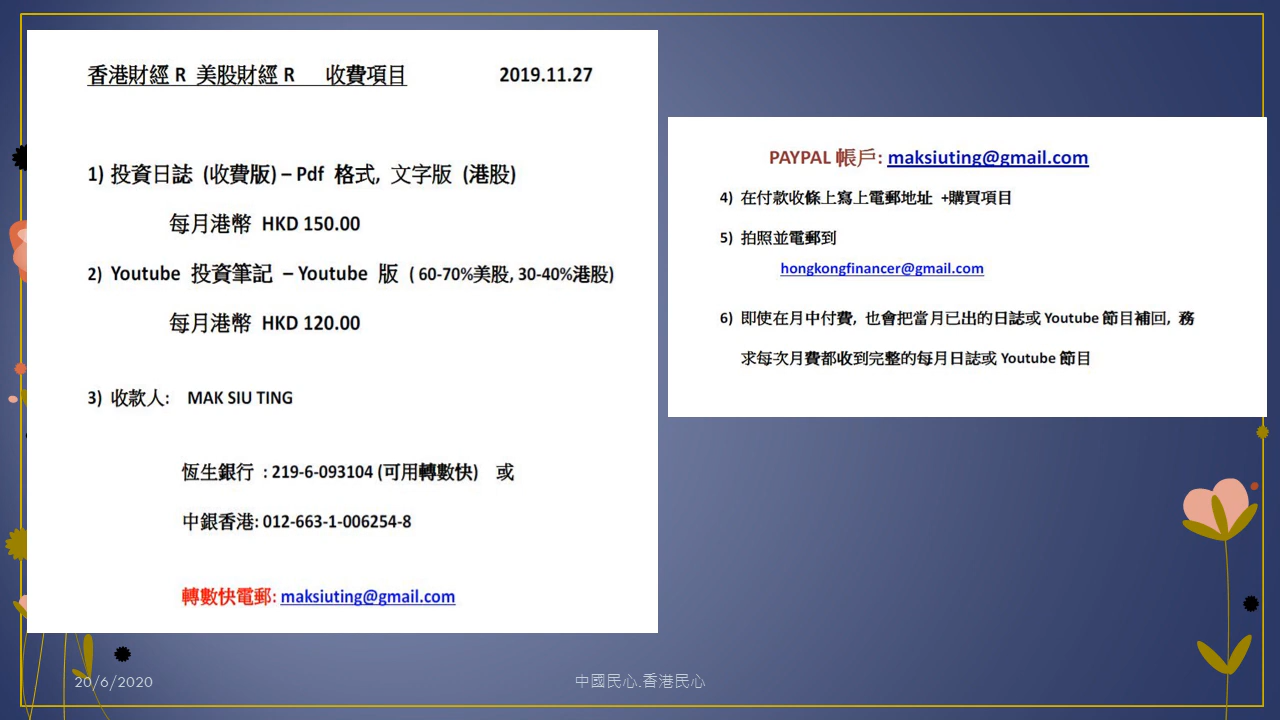 香港財經 R 美股財經 R 收費項目 2019.11.27
1) 投資日誌 (收費版) – Pdf 格式, 文字版 (港股)
每月港幣 HKD 150.00
2) Youtube 投資筆記 – Youtube 版 ( 60-70%美股, 30-40%港股)
每月港幣 HKD 120.00
3) 收款人: MAK SIU TING
恆生銀行 : 219-6-093104 (可用轉數快) 或
中銀香港: 012-663-1-006254-8
轉數快電郵: maksiuting@gmail.com
PAYPAL 帳戶: maksiuting@gmail.com
4) 在付款收條上寫上電郵地址 +購買項目
5) 拍照並電郵到
hongkongfinancer@gmail.com
6) 即使在月中付費, 也會把當月已出的日誌或 Youtube 節目補回, 務
求每次月費都收到完整的每月日誌或 Youtube 節目
20/6/2020
中國民心.香港民心